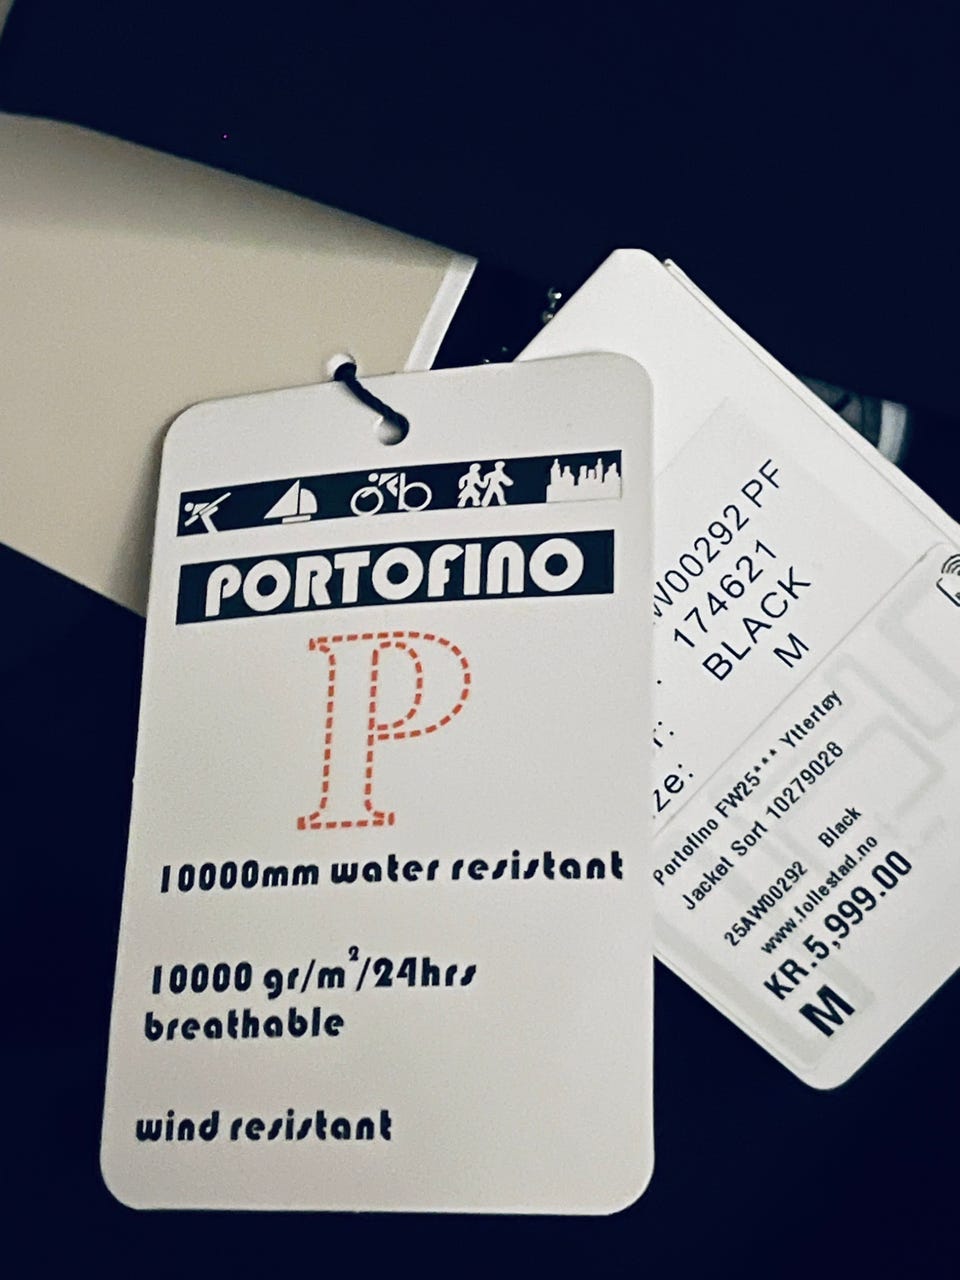 PORTOFINO
P
10000mm water resistant
10000 gr/m²/24hrs
breathable
wind resistant
W00292 PF
174621
BLACK
M
r:
ze:
Portofino FW25*** Yttertøy
Jacket Sort 10279028
25AW00292 Black
www.follestad.no
KR.5,999.00
M